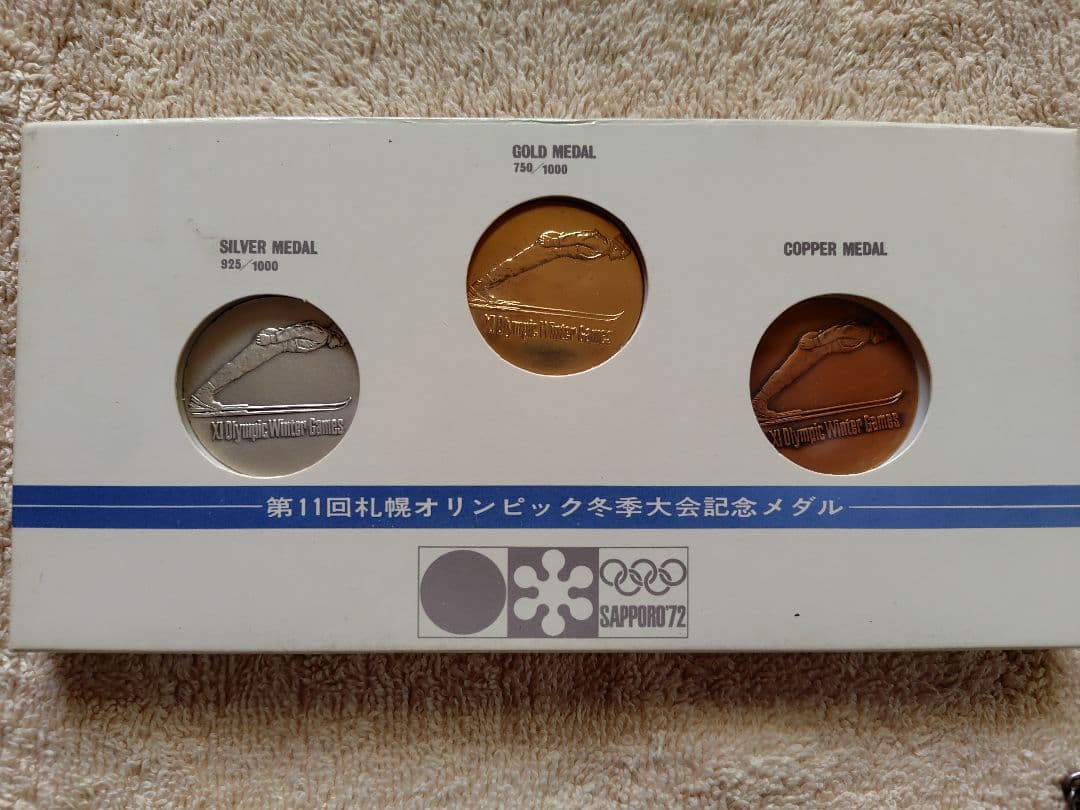 GOLD MEDAL
750/1000
SILVER MEDAL
925/1000
COPPER MEDAL
XI Olympic Winter Games
XI Olympic Winter Games
XI Olympic Winter Games
第11回札幌オリンピック冬季大会記念メダル
SAPPORO'72